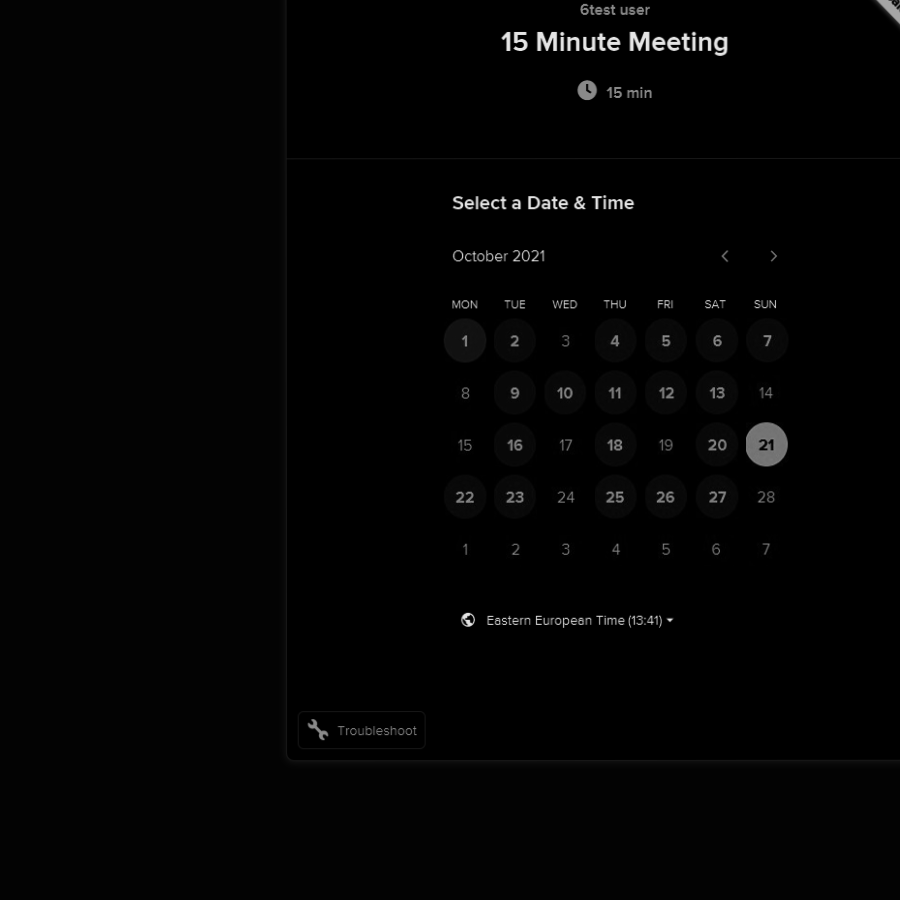 6test user
15 Minute Meeting
15 min
Select a Date & Time
October 2021
MON TUE WED THU FRI SAT SUN
1 2 3 4 5 6 7
8 9 10 11 12 13 14
15 16 17 18 19 20 21
22 23 24 25 26 27 28
1 2 3 4 5 6 7
Eastern European Time (13:41)
Troubleshoot